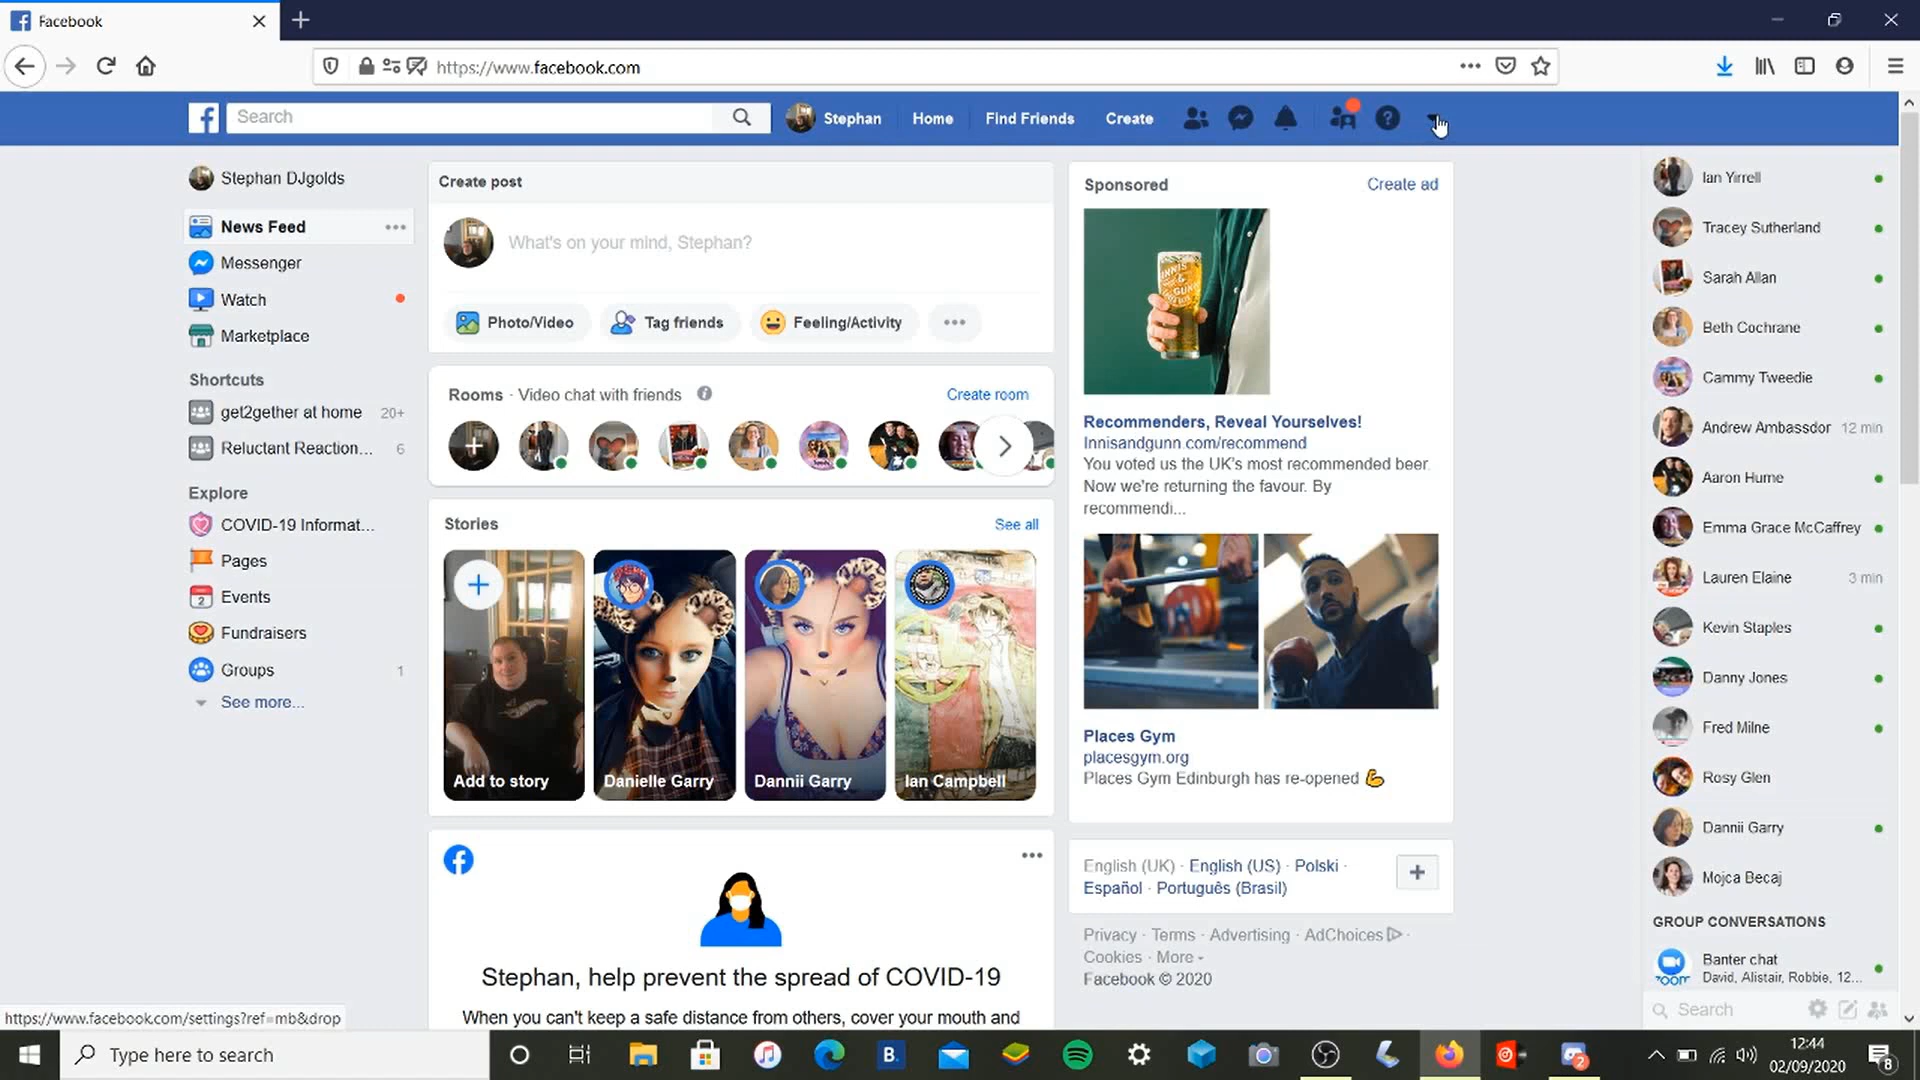 Facebook
https://www.facebook.com
Search
Stephan
Home
Find Friends
Create
Stephan DJgolds
News Feed
Messenger
Watch
Marketplace
Shortcuts
get2gether at home 20+
Reluctant Reaction... 6
Explore
COVID-19 Informat...
Pages
2
Events
Fundraisers
Groups 1
See more...
Create post
What's on your mind, Stephan?
Photo/Video
Tag friends
Feeling/Activity
Rooms · Video chat with friends
Create room
Stories
See all
Add to story
Danielle Garry
Dannii Garry
Ian Campbell
Stephan, help prevent the spread of COVID-19
When you can't keep a safe distance from others, cover your mouth and
Sponsored
Create ad
INNIS
& GUNN
Recommenders, Reveal Yourselves!
Innisandgunn.com/recommend
You voted us the UK's most recommended beer.
Now we're returning the favour. By
recommendi...
Places Gym
placesgym.org
Places Gym Edinburgh has re-opened 💪
English (UK) · English (US) · Polski ·
Español · Português (Brasil)
Privacy · Terms · Advertising · AdChoices ·
Cookies · More
Facebook © 2020
Ian Yirrell
Tracey Sutherland
Sarah Allan
Beth Cochrane
Cammy Tweedie
Andrew Ambassdor 12 min
Aaron Hume
Emma Grace McCaffrey
Lauren Elaine 3 min
Kevin Staples
Danny Jones
Fred Milne
Rosy Glen
Dannii Garry
Mojca Becaj
GROUP CONVERSATIONS
zoom
Banter chat
David, Alistair, Robbie, 12...
Search
https://www.facebook.com/settings?ref=mb&drop
Type here to search
B.
2
12:44
02/09/2020
8